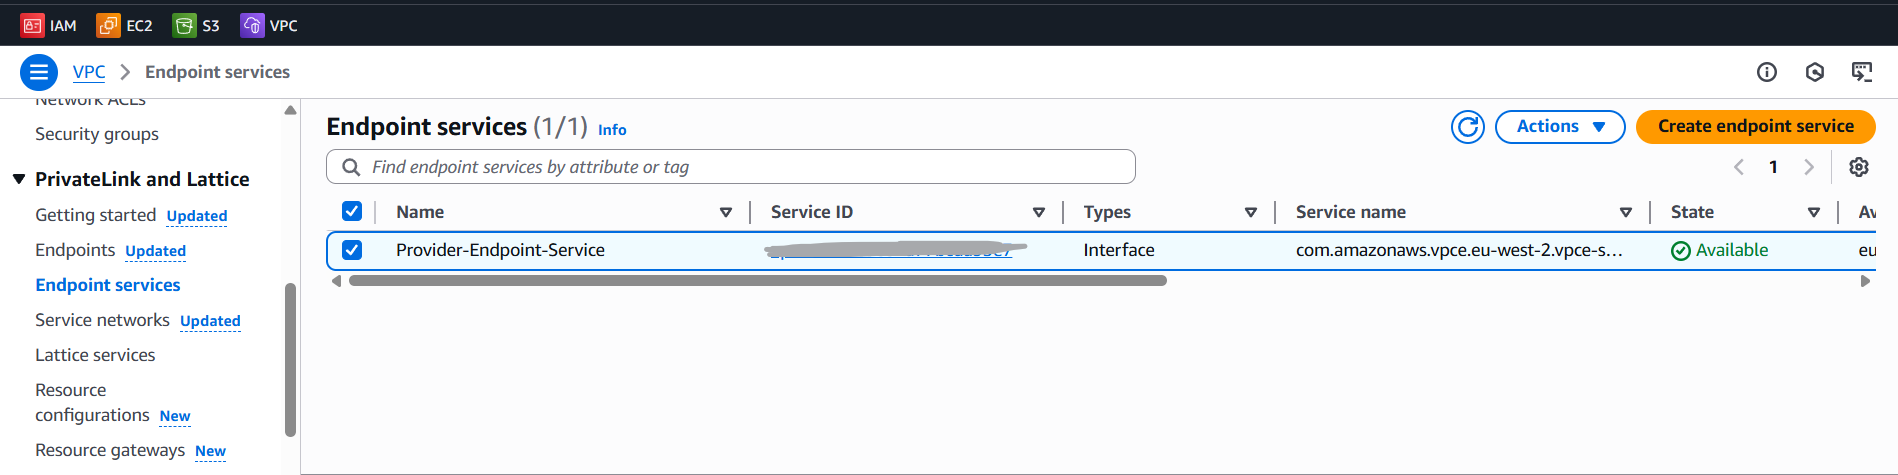 IAM EC2 S3 VPC
VPC > Endpoint services
Network ACLs
Security groups
PrivateLink and Lattice
Getting started Updated
Endpoints Updated
Endpoint services
Service networks Updated
Lattice services
Resource
configurations New
Resource gateways New
Endpoint services (1/1) Info
Actions
Create endpoint service
Find endpoint services by attribute or tag
1
Name Service ID Types Service name State Av
Provider-Endpoint-Service Interface com.amazonaws.vpce.eu-west-2.vpce-s... Available eu